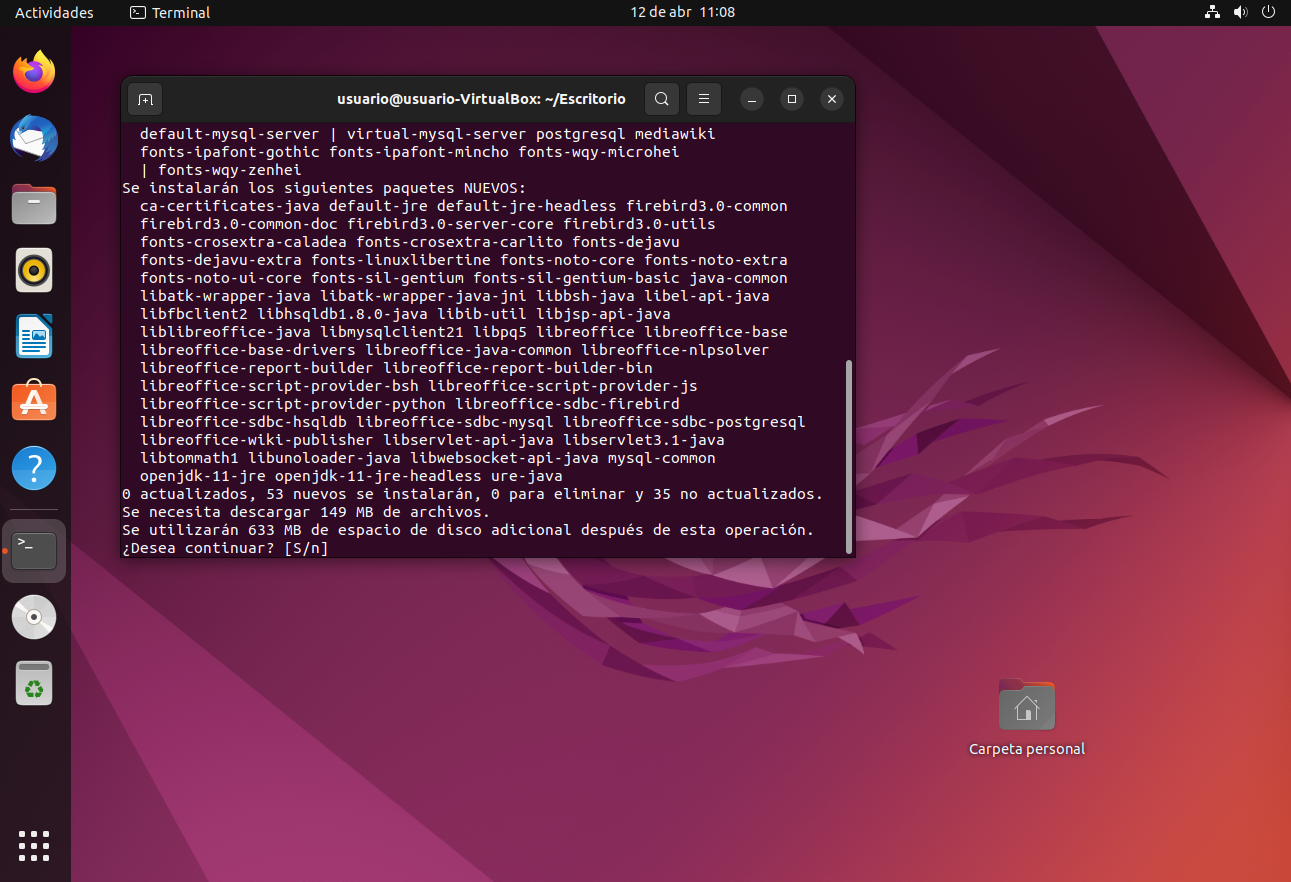 Actividades
Terminal
12 de abr 11:08
usuario@usuario-VirtualBox: ~/Escritorio
default-mysql-server | virtual-mysql-server postgresql mediawiki
fonts-ipafont-gothic fonts-ipafont-mincho fonts-wqy-microhei
| fonts-wqy-zenhei
Se instalarán los siguientes paquetes NUEVOS:
ca-certificates-java default-jre default-jre-headless firebird3.0-common
firebird3.0-common-doc firebird3.0-server-core firebird3.0-utils
fonts-crosextra-caladea fonts-crosextra-carlito fonts-dejavu
fonts-dejavu-extra fonts-linuxlibertine fonts-noto-core fonts-noto-extra
fonts-noto-ui-core fonts-sil-gentium fonts-sil-gentium-basic java-common
libatk-wrapper-java libatk-wrapper-java-jni libbsh-java libel-api-java
libfbclient2 libhsqldb1.8.0-java libib-util libjsp-api-java
liblibreoffice-java libmysqlclient21 libpq5 libreoffice libreoffice-base
libreoffice-base-drivers libreoffice-java-common libreoffice-nlpsolver
libreoffice-report-builder libreoffice-report-builder-bin
libreoffice-script-provider-bsh libreoffice-script-provider-js
libreoffice-script-provider-python libreoffice-sdbc-firebird
libreoffice-sdbc-hsqldb libreoffice-sdbc-mysql libreoffice-sdbc-postgresql
libreoffice-wiki-publisher libservlet-api-java libservlet3.1-java
libtommath1 libunoloader-java libwebsocket-api-java mysql-common
openjdk-11-jre openjdk-11-jre-headless ure-java
0 actualizados, 53 nuevos se instalarán, 0 para eliminar y 35 no actualizados.
Se necesita descargar 149 MB de archivos.
Se utilizarán 633 MB de espacio de disco adicional después de esta operación.
¿Desea continuar? [S/n]
Carpeta personal